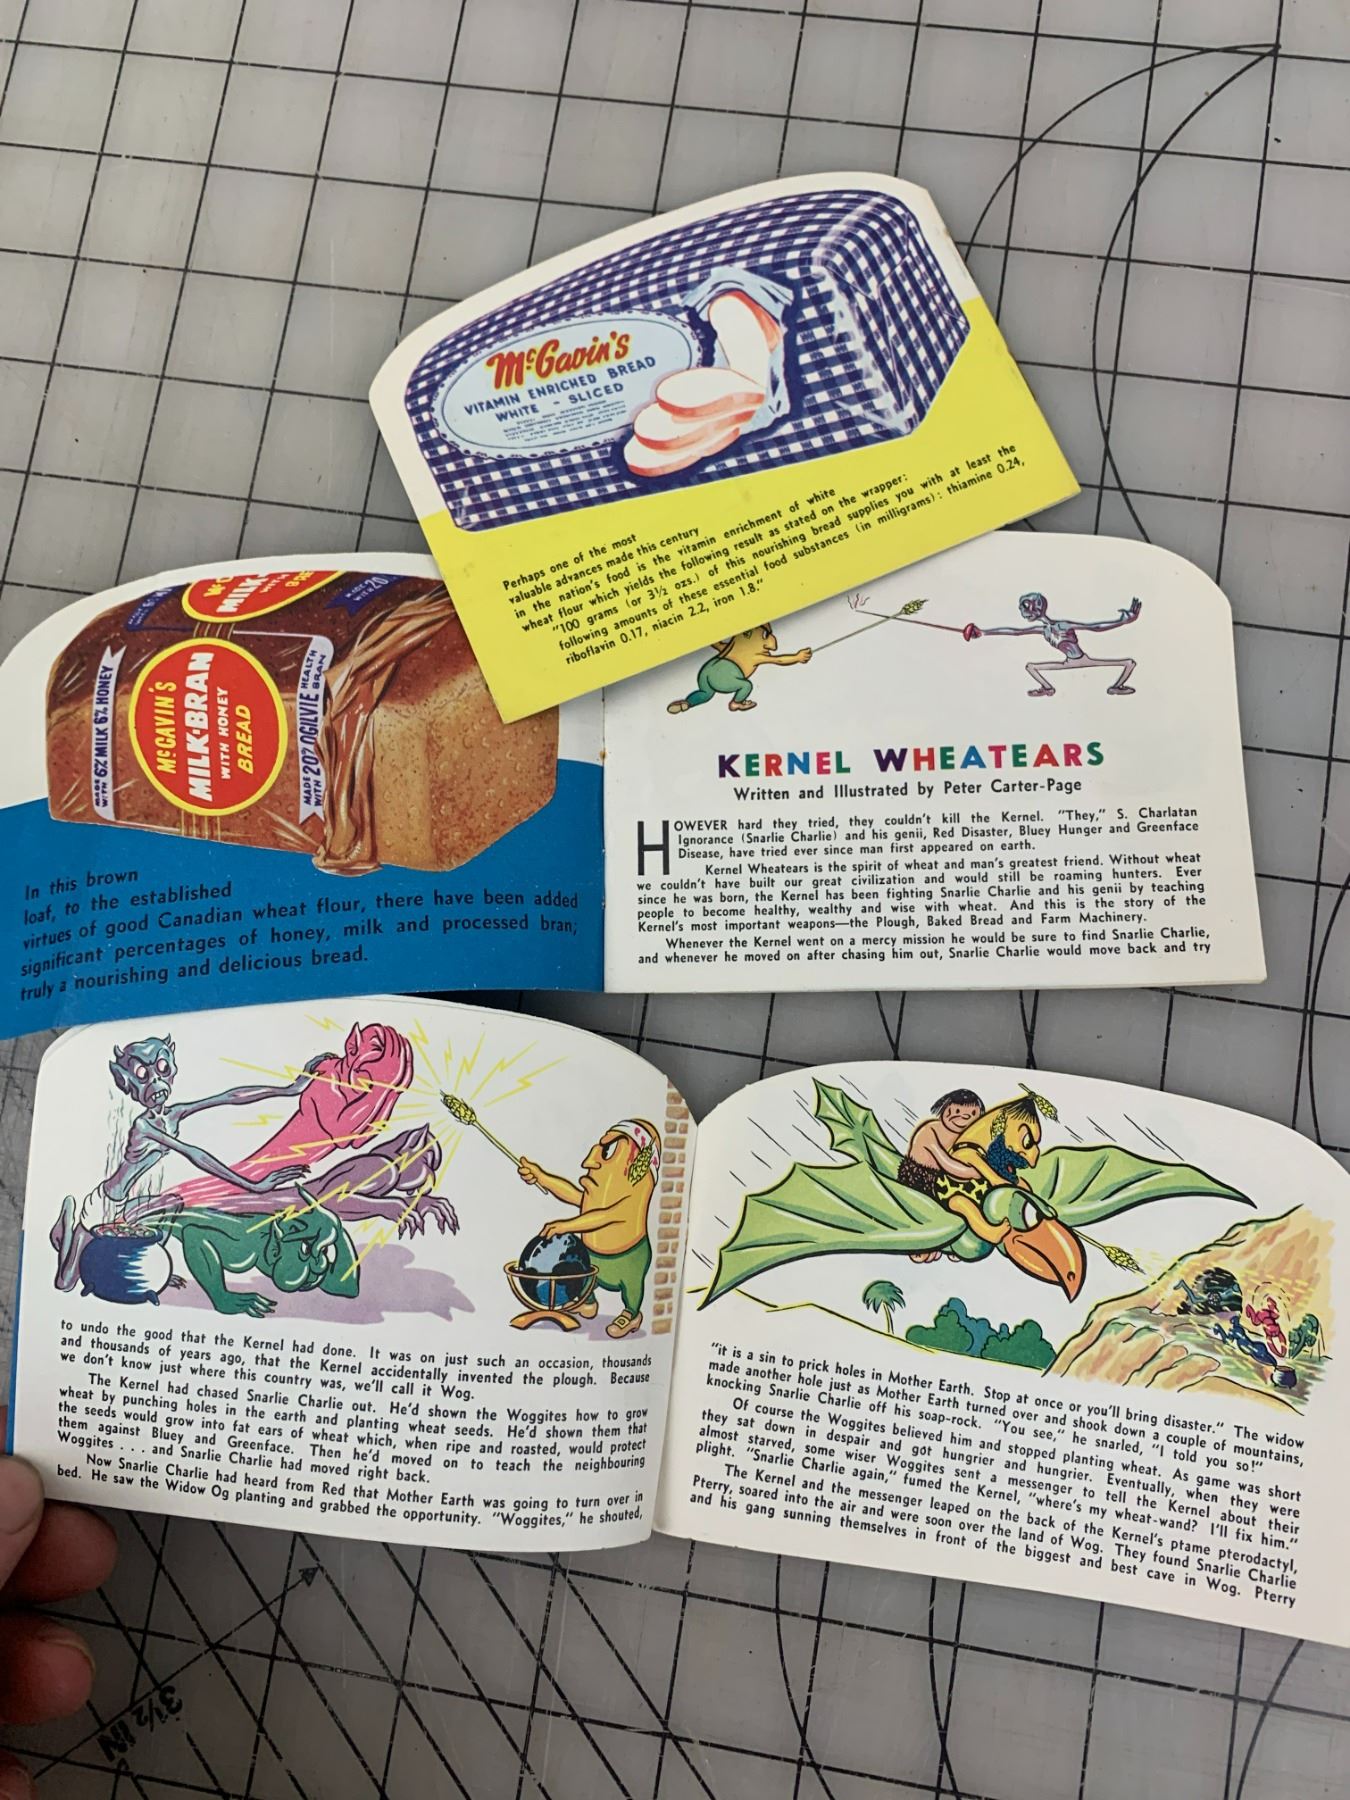 McGavin's
VITAMIN ENRICHED BREAD
WHITE - SLICED
Perhaps one of the most
valuable advances made this century
in the nation's food is the vitamin enrichment of white
wheat flour which yields the following result as stated on the wrapper:
"100 grams (or 3½ ozs.) of this nourishing bread supplies you with at least the
following amounts of these essential food substances (in milligrams): thiamine 0.24,
riboflavin 0.17, niacin 2.2, iron 1.8."
MADE WITH 6% MILK 6% HONEY
McGAVIN'S
MILK-BRAN
WITH HONEY
BREAD
MADE WITH 20% OGILVIE HEALTH BRAN
In this brown
loaf, to the established
virtues of good Canadian wheat flour, there have been added
significant percentages of honey, milk and processed bran;
truly a nourishing and delicious bread.
KERNEL WHEATEARS
Written and Illustrated by Peter Carter-Page
HOWEVER hard they tried, they couldn't kill the Kernel. "They," S. Charlatan
Ignorance (Snarlie Charlie) and his genii, Red Disaster, Bluey Hunger and Greenface
Disease, have tried ever since man first appeared on earth.
Kernel Wheatears is the spirit of wheat and man's greatest friend. Without wheat
we couldn't have built our great civilization and would still be roaming hunters. Ever
since he was born, the Kernel has been fighting Snarlie Charlie and his genii by teaching
people to become healthy, wealthy and wise with wheat. And this is the story of the
Kernel's most important weapons—the Plough, Baked Bread and Farm Machinery.
Whenever the Kernel went on a mercy mission he would be sure to find Snarlie Charlie,
and whenever he moved on after chasing him out, Snarlie Charlie would move back and try
to undo the good that the Kernel had done. It was on just such an occasion, thousands
and thousands of years ago, that the Kernel accidentally invented the plough. Because
we don't know just where this country was, we'll call it Wog.
The Kernel had chased Snarlie Charlie out. He'd shown the Woggites how to grow
wheat by punching holes in the earth and planting wheat seeds. He'd shown them that
the seeds would grow into fat ears of wheat which, when ripe and roasted, would protect
them against Bluey and Greenface. Then he'd moved on to teach the neighbouring
Woggites . . . and Snarlie Charlie had moved right back.
Now Snarlie Charlie had heard from Red that Mother Earth was going to turn over in
bed. He saw the Widow Og planting and grabbed the opportunity. "Woggites," he shouted,
"it is a sin to prick holes in Mother Earth. Stop at once or you'll bring disaster." The widow
made another hole just as Mother Earth turned over and shook down a couple of mountains,
knocking Snarlie Charlie off his soap-rock. "You see," he snarled, "I told you so!"
Of course the Woggites believed him and stopped planting wheat. As game was short
they sat down in despair and got hungrier and hungrier. Eventually, when they were
almost starved, some wiser Woggites sent a messenger to tell the Kernel about their
plight. "Snarlie Charlie again," fumed the Kernel, "where's my wheat-wand? I'll fix him."
The Kernel and the messenger leaped on the back of the Kernel's ptame pterodactyl,
Pterry, soared into the air and were soon over the land of Wog. They found Snarlie Charlie
and his gang sunning themselves in front of the biggest and best cave in Wog. Pterry
3½ IN